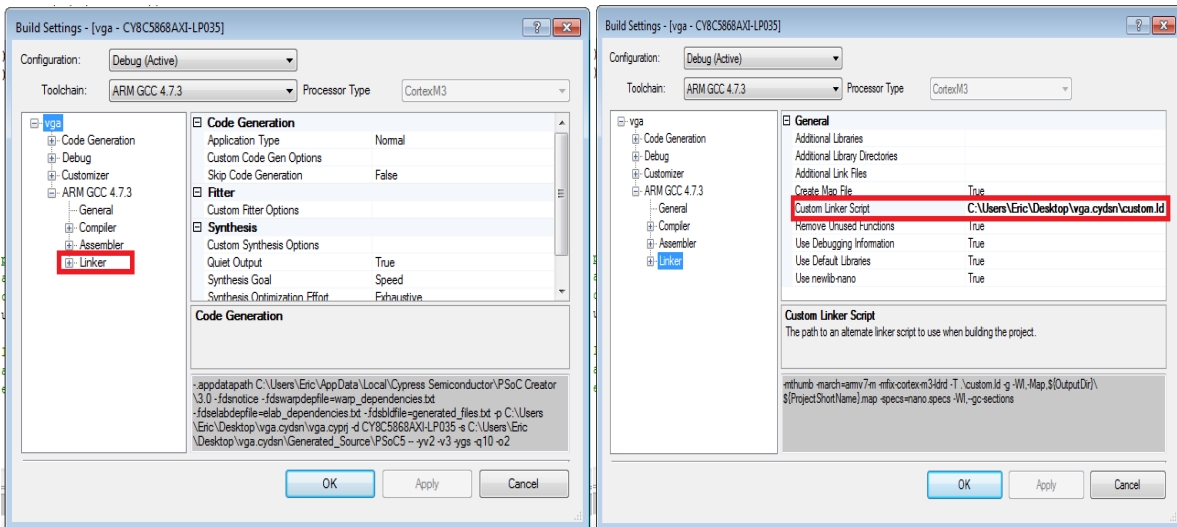 Build Settings - [vga - CY8C5868AXI-LP035]
Configuration: Debug (Active)
Toolchain: ARM GCC 4.7.3 Processor Type CortexM3
vga
Code Generation
Debug
Customizer
ARM GCC 4.7.3
General
Compiler
Assembler
Linker
Code Generation
Application Type Normal
Custom Code Gen Options
Skip Code Generation False
Fitter
Custom Fitter Options
Synthesis
Custom Synthesis Options
Quiet Output True
Synthesis Goal Speed
Synthesis Optimization Effort Exhaustive
Code Generation
-.appdatapath C:\Users\Eric\AppData\Local\Cypress Semiconductor\PSoC Creator
\3.0 -fdsnotice -fdswarpdepfile=warp_dependencies.txt
-.fdselabdepfile=elab_dependencies.txt -fdsbldfile=generated_files.txt -p C:\Users
\Eric\Desktop\vga.cydsn\vga.cyprj -d CY8C5868AXI-LP035 -s C:\Users\Eric
\Desktop\vga.cydsn\Generated_Source\PSoC5 -- -yv2 -v3 -ygs -q10 -o2
OK Apply Cancel
Build Settings - [vga - CY8C5868AXI-LP035]
Configuration: Debug (Active)
Toolchain: ARM GCC 4.7.3 Processor Type CortexM3
vga
Code Generation
Debug
Customizer
ARM GCC 4.7.3
General
Compiler
Assembler
Linker
General
Additional Libraries
Additional Library Directories
Additional Link Files
Create Map File True
Custom Linker Script C:\Users\Eric\Desktop\vga.cydsn\custom.ld
Remove Unused Functions True
Use Debugging Information True
Use Default Libraries True
Use newlib-nano True
Custom Linker Script
The path to an alternate linker script to use when building the project.
-mthumb -march=armv7-m -mfix-cortex-m3-ldrd -T .\custom.ld -g -Wl,-Map,${OutputDir}\
${ProjectShortName}.map -specs=nano.specs -Wl,--gc-sections
OK Apply Cancel